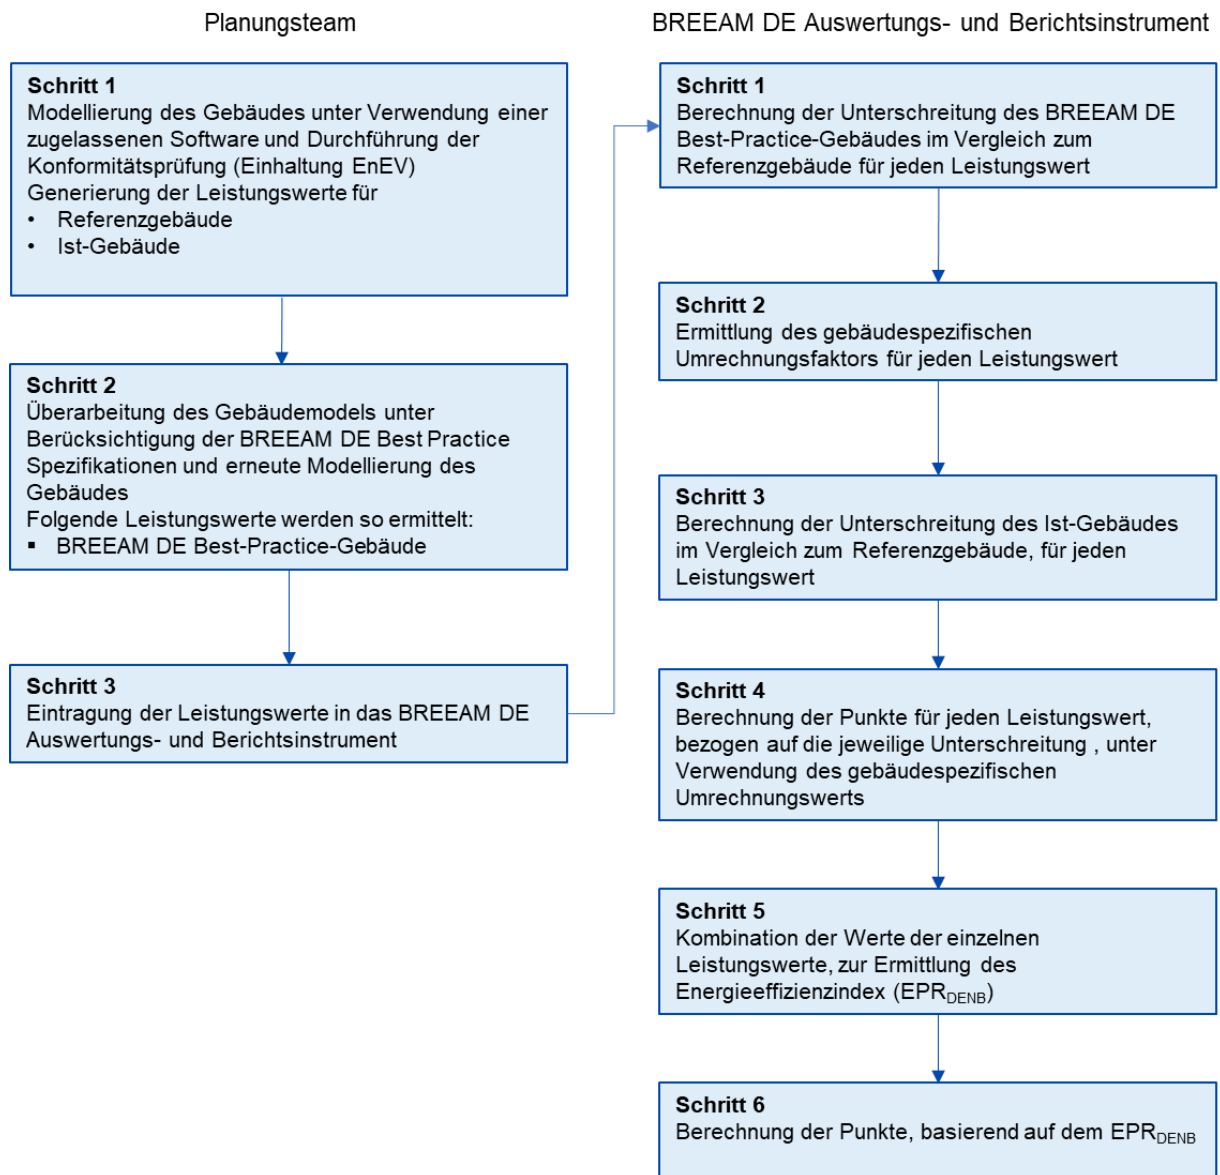 Planungsteam
Schritt 1
Modellierung des Gebäudes unter Verwendung einer
zugelassenen Software und Durchführung der
Konformitätsprüfung (Einhaltung EnEV)
Generierung der Leistungswerte für
• Referenzgebäude
• Ist-Gebäude
Schritt 2
Überarbeitung des Gebäudemodels unter
Berücksichtigung der BREEAM DE Best Practice
Spezifikationen und erneute Modellierung des
Gebäudes
Folgende Leistungswerte werden so ermittelt:
▪ BREEAM DE Best-Practice-Gebäude
Schritt 3
Eintragung der Leistungswerte in das BREEAM DE
Auswertungs- und Berichtsinstrument
BREEAM DE Auswertungs- und Berichtsinstrument
Schritt 1
Berechnung der Unterschreitung des BREEAM DE
Best-Practice-Gebäudes im Vergleich zum
Referenzgebäude für jeden Leistungswert
Schritt 2
Ermittlung des gebäudespezifischen
Umrechnungsfaktors für jeden Leistungswert
Schritt 3
Berechnung der Unterschreitung des Ist-Gebäudes
im Vergleich zum Referenzgebäude, für jeden
Leistungswert
Schritt 4
Berechnung der Punkte für jeden Leistungswert,
bezogen auf die jeweilige Unterschreitung , unter
Verwendung des gebäudespezifischen
Umrechnungswerts
Schritt 5
Kombination der Werte der einzelnen
Leistungswerte, zur Ermittlung des
Energieeffizienzindex (EPRDENB)
Schritt 6
Berechnung der Punkte, basierend auf dem EPRDENB